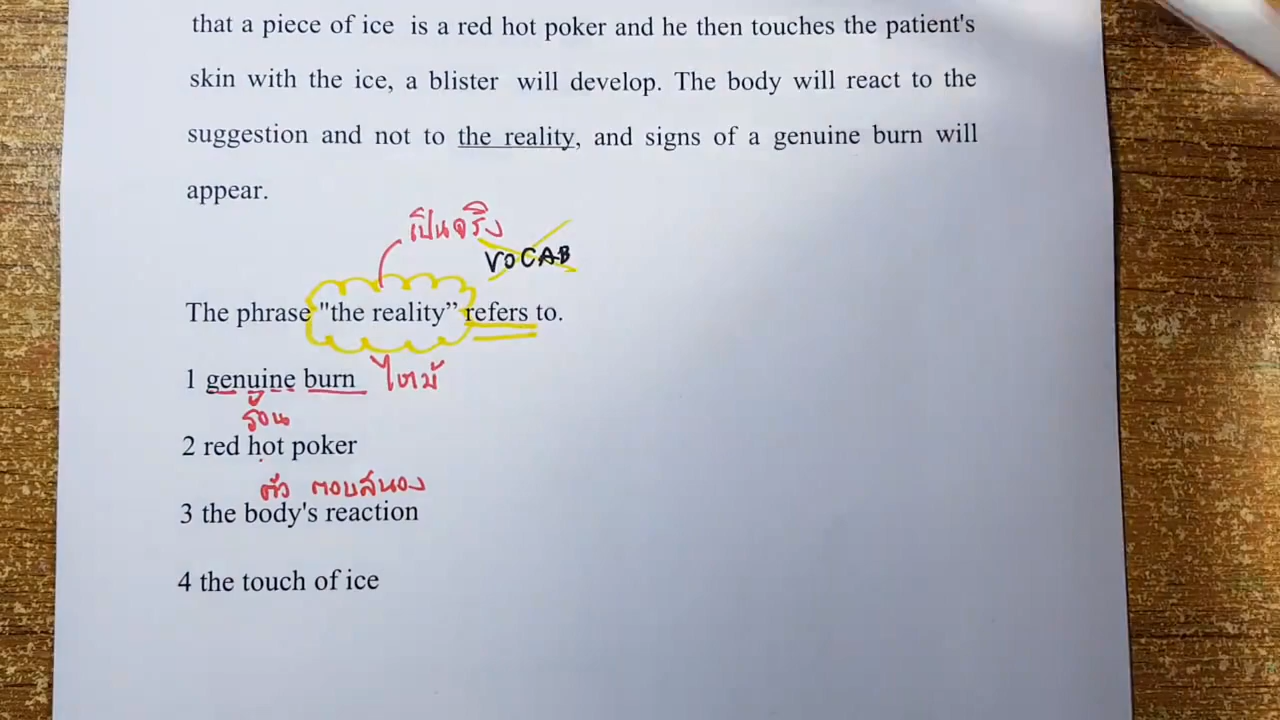 that a piece of ice is a red hot poker and he then touches the patient's
skin with the ice, a blister will develop. The body will react to the
suggestion and not to the reality, and signs of a genuine burn will
appear.
เป็นจริง
VOCAB
The phrase "the reality” refers to.
1 genuine burn ไหม้
ร้อน
2 red hot poker
ตัว ตอบสนอง
3 the body's reaction
4 the touch of ice